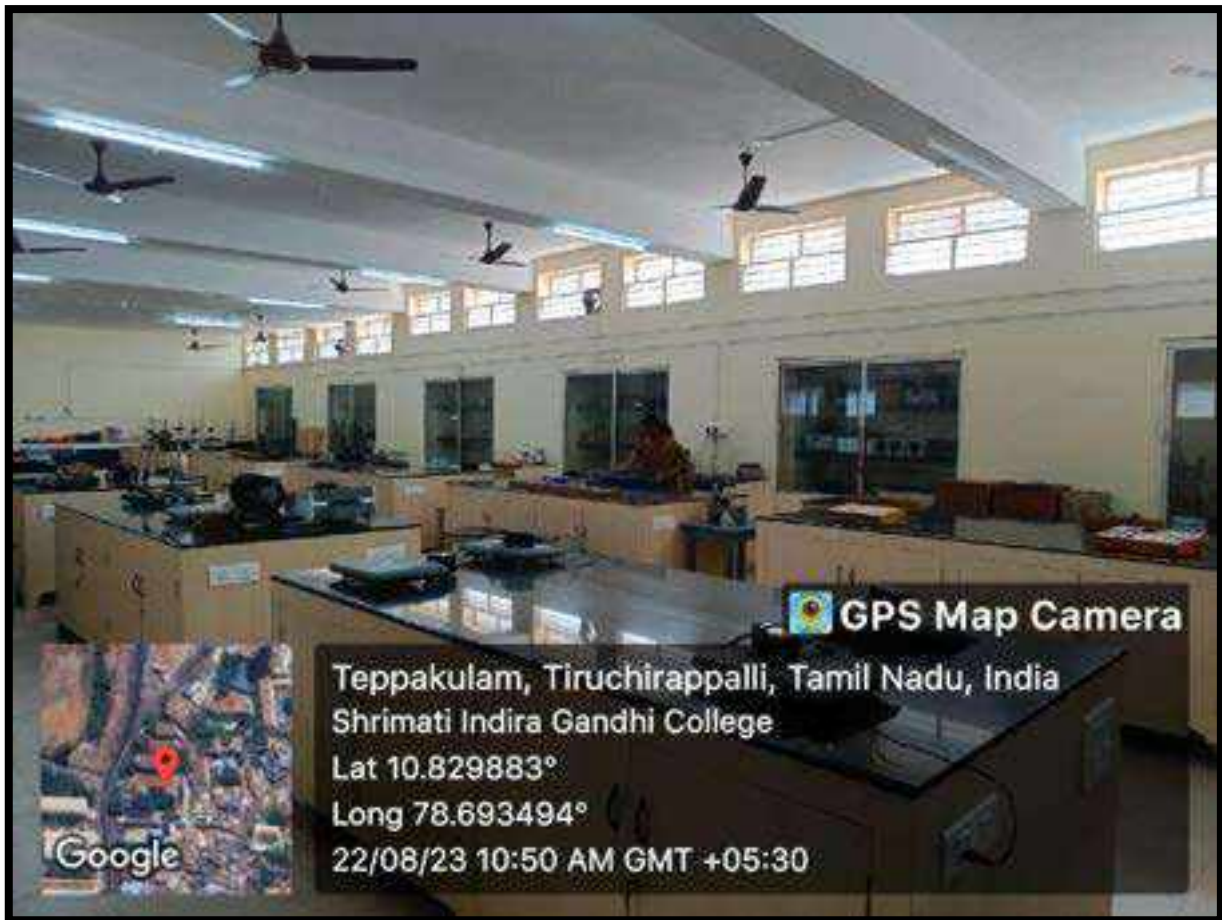 GPS Map Camera
Teppakulam, Tiruchirappalli, Tamil Nadu, India
Shrimati Indira Gandhi College
Lat 10.829883°
Long 78.693494°
22/08/23 10:50 AM GMT +05:30
Google